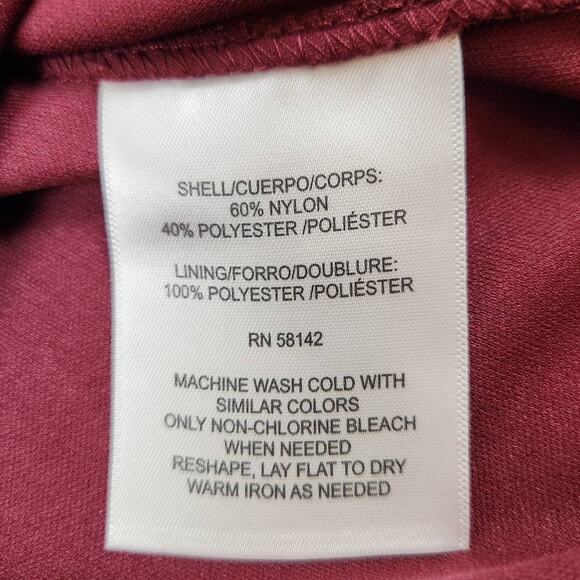 SHELL/CUERPO/CORPS:
60% NYLON
40% POLYESTER /POLIÉSTER
LINING/FORRO/DOUBLURE:
100% POLYESTER /POLIÉSTER
RN 58142
MACHINE WASH COLD WITH
SIMILAR COLORS
ONLY NON-CHLORINE BLEACH
WHEN NEEDED
RESHAPE, LAY FLAT TO DRY
WARM IRON AS NEEDED